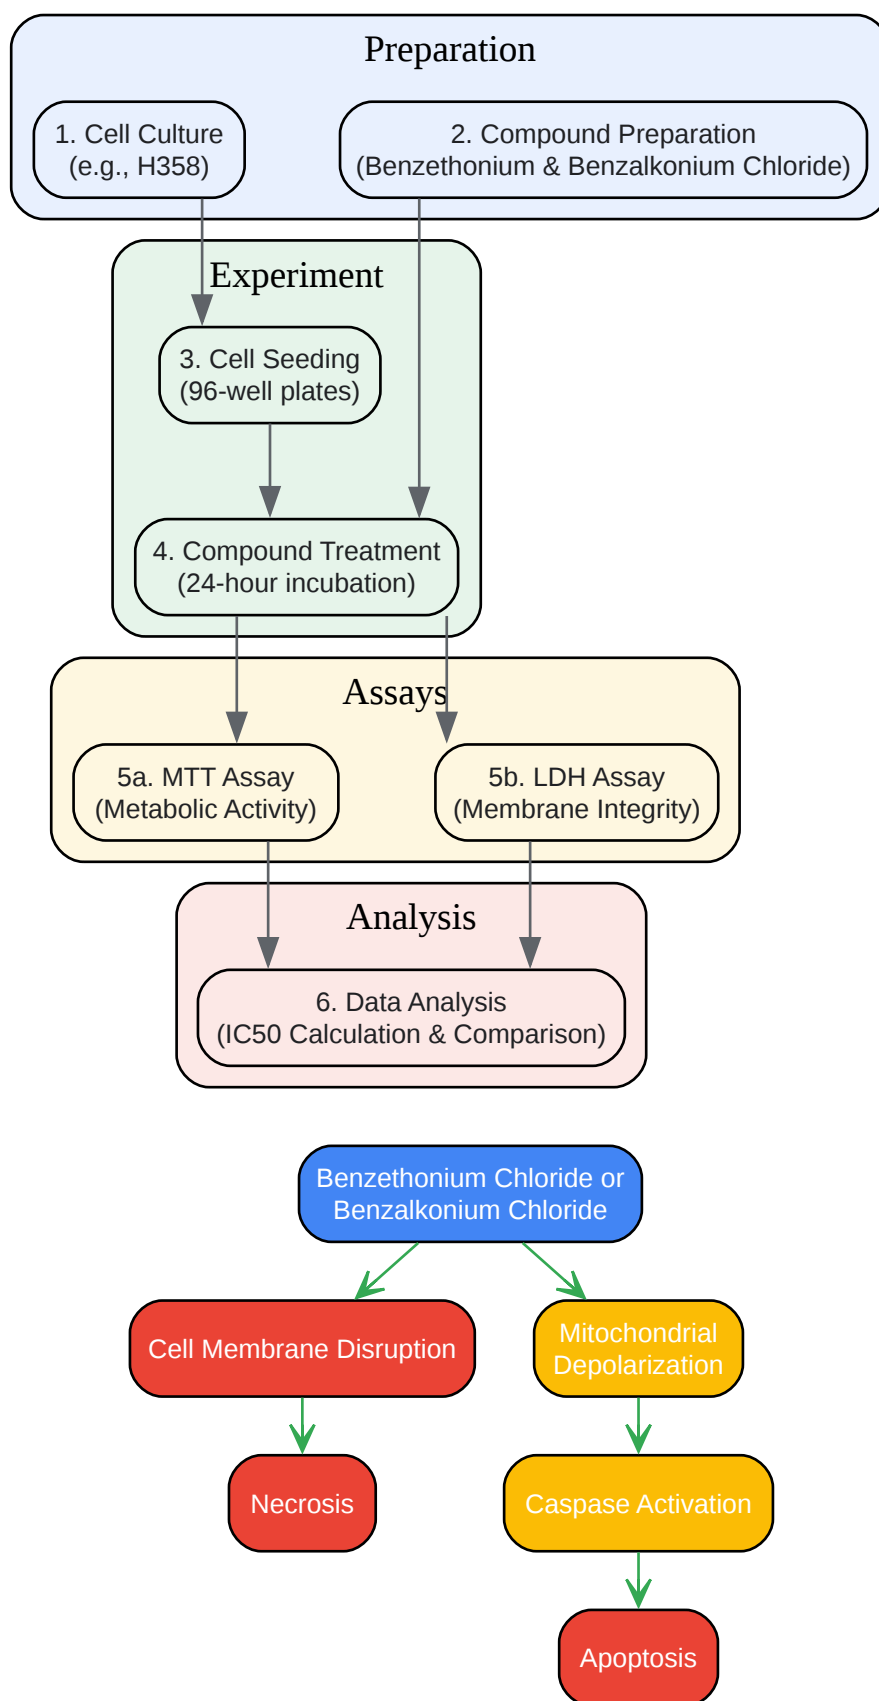 Preparation
1. Cell Culture
(e.g., H358)
2. Compound Preparation
(Benzethonium & Benzalkonium Chloride)
Experiment
3. Cell Seeding
(96-well plates)
4. Compound Treatment
(24-hour incubation)
Assays
5a. MTT Assay
(Metabolic Activity)
5b. LDH Assay
(Membrane Integrity)
Analysis
6. Data Analysis
(IC50 Calculation & Comparison)
Benzethonium Chloride or
Benzalkonium Chloride
Cell Membrane Disruption
Mitochondrial
Depolarization
Necrosis
Caspase Activation
Apoptosis